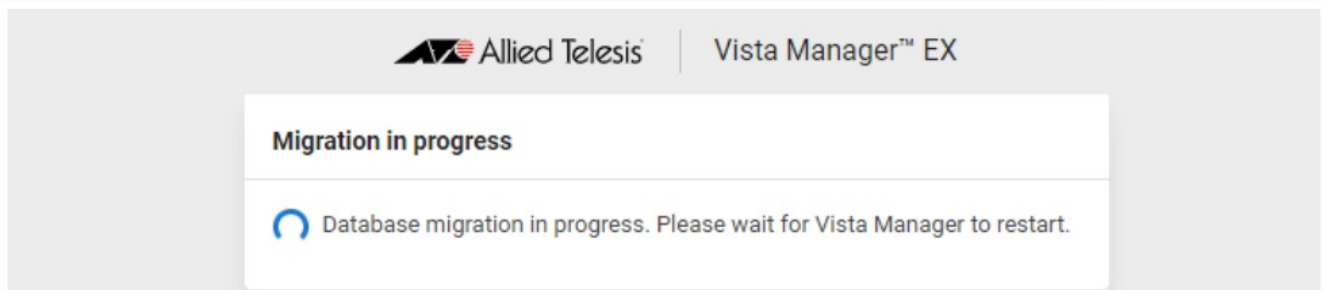 Allied Telesis Vista Manager™ EX
Migration in progress
Database migration in progress. Please wait for Vista Manager to restart.